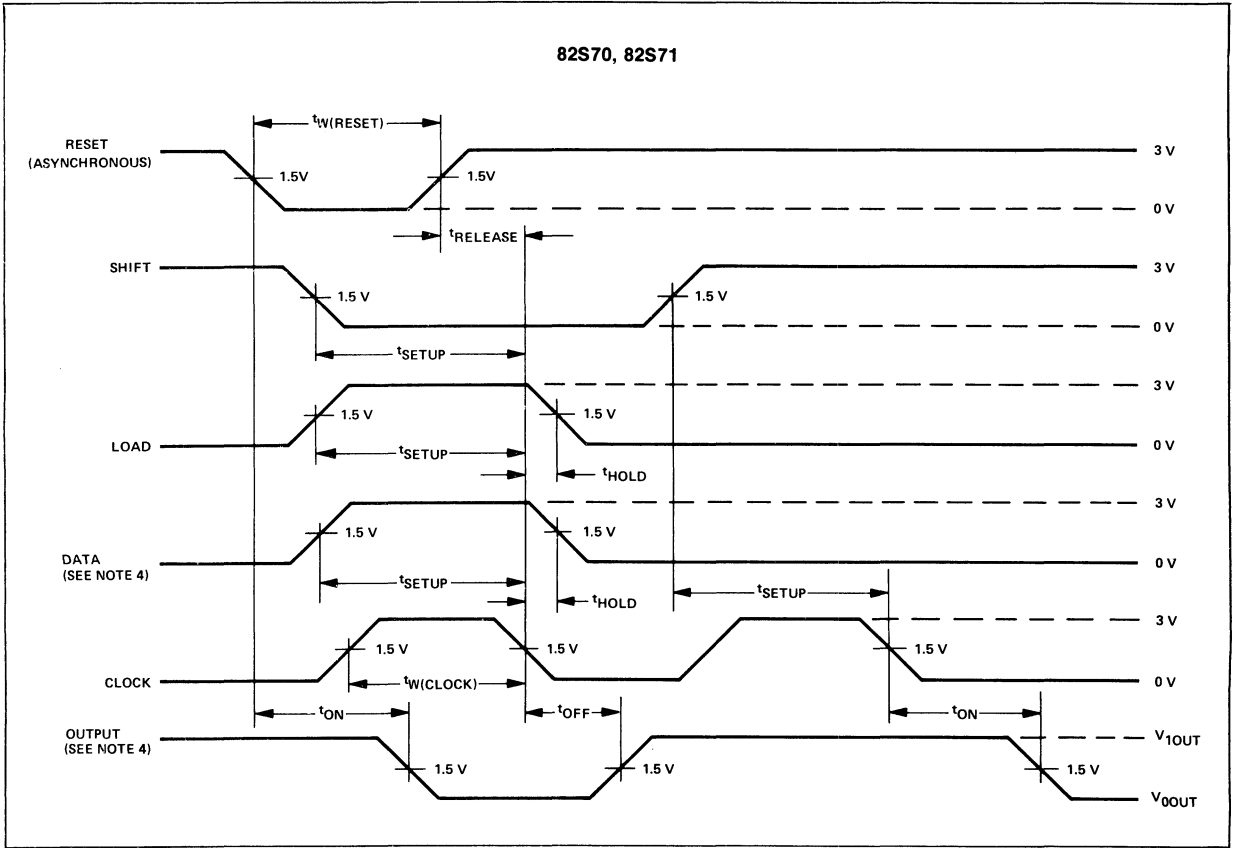 82S70, 82S71
tW(RESET)
RESET
(ASYNCHRONOUS)
3 V
1.5V
1.5V
0 V
tRELEASE
SHIFT
3 V
1.5 V
1.5 V
0 V
tSETUP
3 V
1.5 V
1.5 V
LOAD
0 V
tSETUP
tHOLD
3 V
1.5 V
1.5 V
DATA
(SEE NOTE 4)
0 V
tSETUP
tSETUP
tHOLD
3 V
1.5 V
1.5 V
1.5 V
CLOCK
tW(CLOCK)
0 V
tON
tOFF
tON
OUTPUT
(SEE NOTE 4)
V1OUT
1.5 V
1.5 V
1.5 V
V0OUT